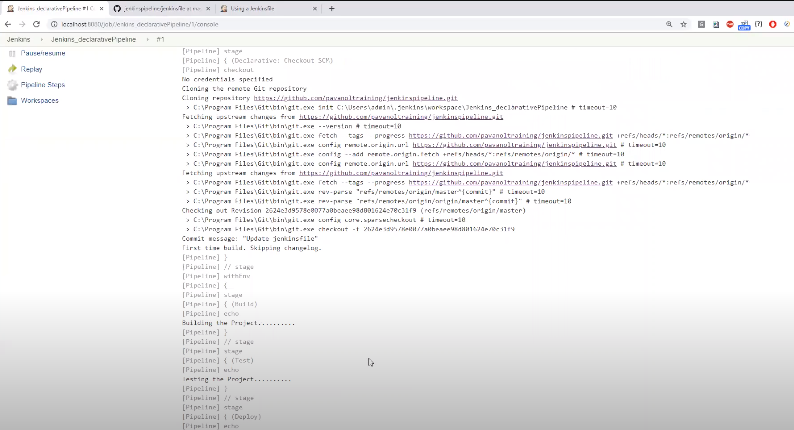 Jenkins_declarativePipeline #1 C
jenkinspipeline/jenkinsfile at ma
Using a Jenkinsfile
localhost:8080/job/Jenkins_declarativePipeline/1/console
Jenkins
Jenkins_declarativePipeline
#1
Pause/resume
Replay
Pipeline Steps
Workspaces
[Pipeline] stage
[Pipeline] { (Declarative: Checkout SCM)
[Pipeline] checkout
No credentials specified
Cloning the remote Git repository
Cloning repository https://github.com/pavanoltraining/jenkinspipeline.git
> C:\Program Files\Git\bin\git.exe init C:\Users\admin\.jenkins\workspace\Jenkins_declarativePipeline # timeout=10
Fetching upstream changes from https://github.com/pavanoltraining/jenkinspipeline.git
> C:\Program Files\Git\bin\git.exe --version # timeout=10
> C:\Program Files\Git\bin\git.exe fetch --tags --progress https://github.com/pavanoltraining/jenkinspipeline.git +refs/heads/*:refs/remotes/origin/*
> C:\Program Files\Git\bin\git.exe config remote.origin.url https://github.com/pavanoltraining/jenkinspipeline.git # timeout=10
> C:\Program Files\Git\bin\git.exe config --add remote.origin.fetch +refs/heads/*:refs/remotes/origin/* # timeout=10
> C:\Program Files\Git\bin\git.exe config remote.origin.url https://github.com/pavanoltraining/jenkinspipeline.git # timeout=10
Fetching upstream changes from https://github.com/pavanoltraining/jenkinspipeline.git
> C:\Program Files\Git\bin\git.exe fetch --tags --progress https://github.com/pavanoltraining/jenkinspipeline.git +refs/heads/*:refs/remotes/origin/*
> C:\Program Files\Git\bin\git.exe rev-parse "refs/remotes/origin/master^{commit}" # timeout=10
> C:\Program Files\Git\bin\git.exe rev-parse "refs/remotes/origin/origin/master^{commit}" # timeout=10
Checking out Revision (refs/remotes/origin/master)
> C:\Program Files\Git\bin\git.exe config core.sparsecheckout # timeout=10
> C:\Program Files\Git\bin\git.exe checkout -f
Commit message: "Update jenkinsfile"
First time build. Skipping changelog.
[Pipeline] }
[Pipeline] // stage
[Pipeline] withEnv
[Pipeline] {
[Pipeline] stage
[Pipeline] { (Build)
[Pipeline] echo
Building the Project..........
[Pipeline] }
[Pipeline] // stage
[Pipeline] stage
[Pipeline] { (Test)
[Pipeline] echo
Testing the Project..........
[Pipeline] }
[Pipeline] // stage
[Pipeline] stage
[Pipeline] { (Deploy)
[Pipeline] echo